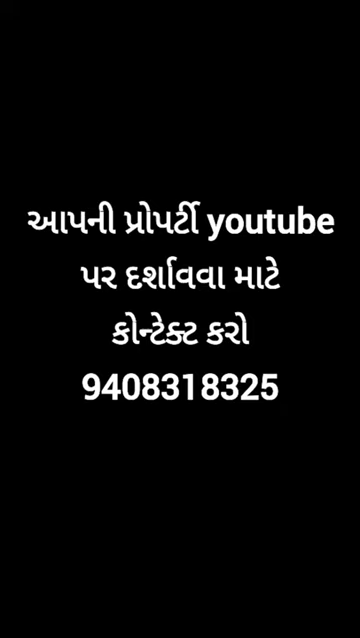 આપની પ્રોપર્ટી youtube
પર દર્શાવવા માટે
કોન્ટેક્ટ કરો
9408318325